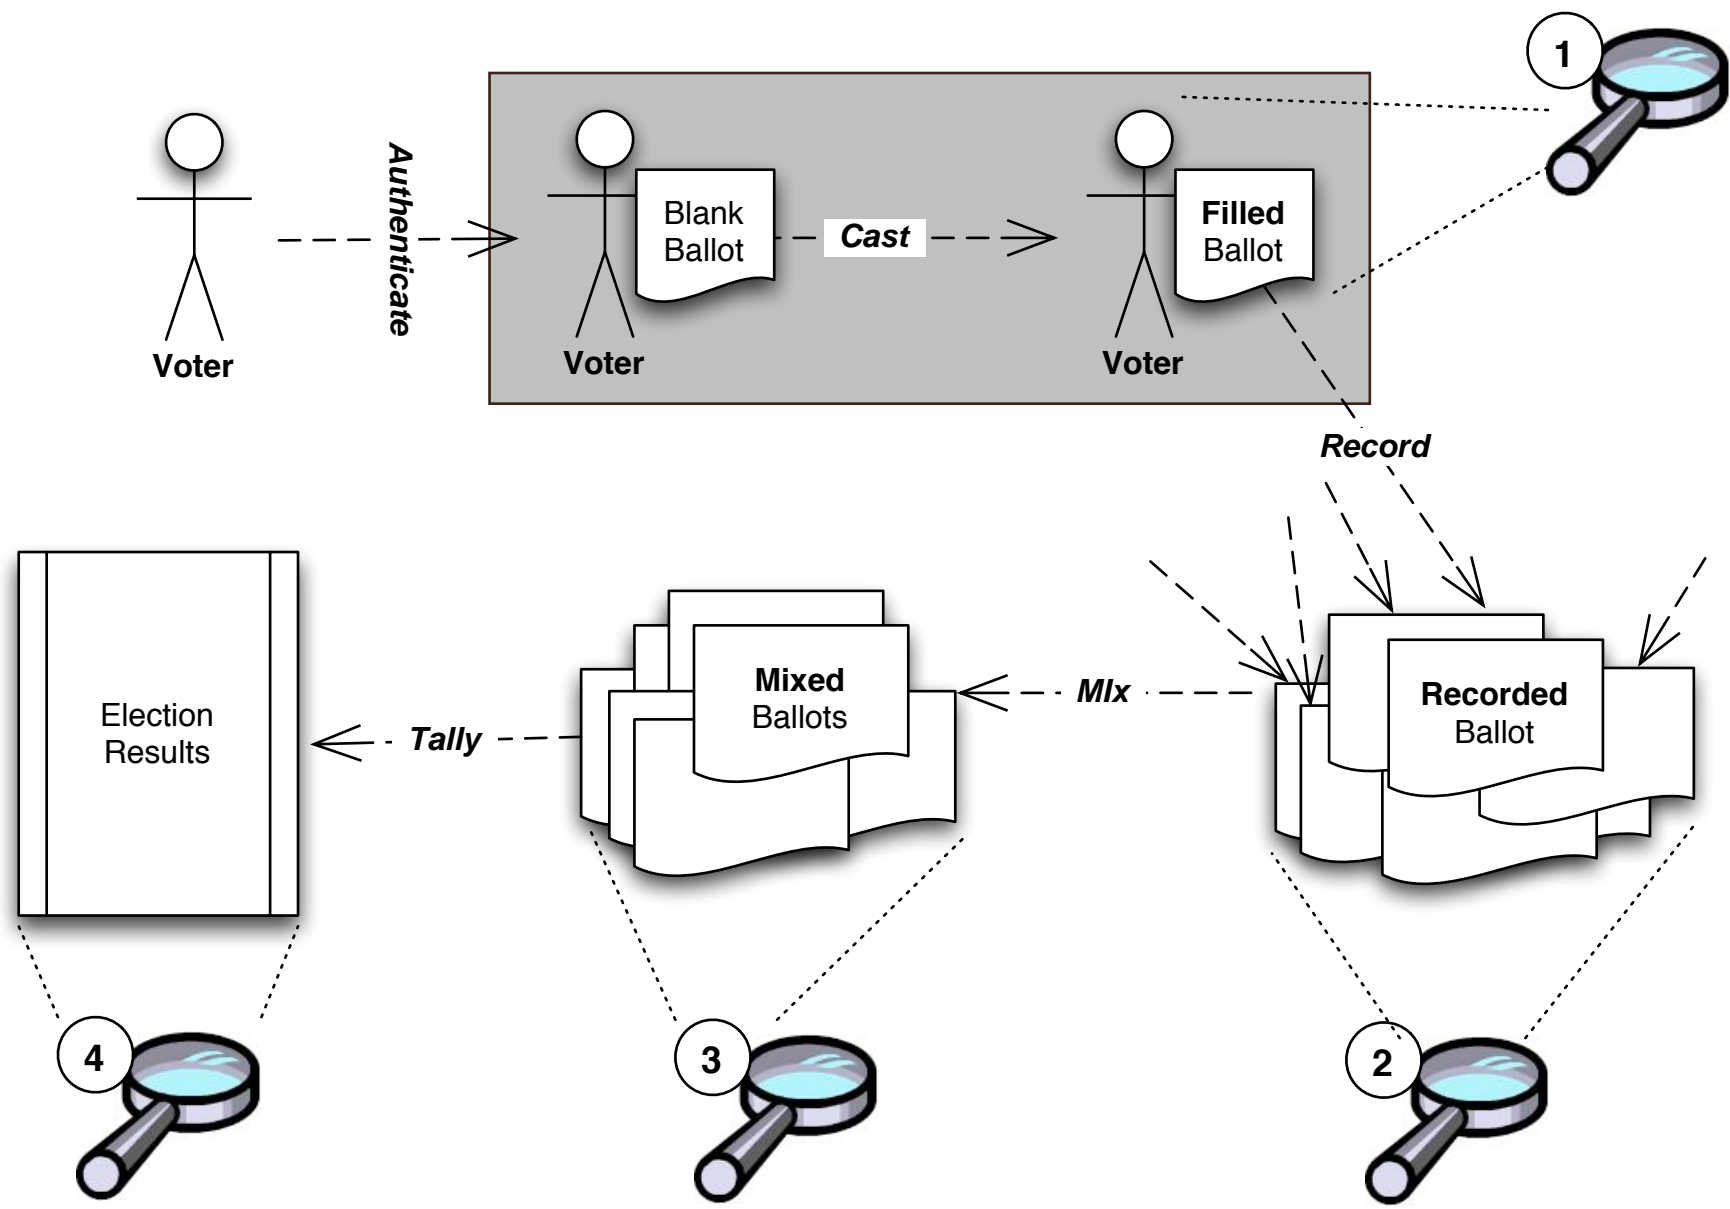 1
Authenticate
Blank
Ballot
Cast
Filled
Ballot
Voter
Voter
Voter
Record
Election
Results
Tally
Mixed
Ballots
MIx
Recorded
Ballot
4
3
2